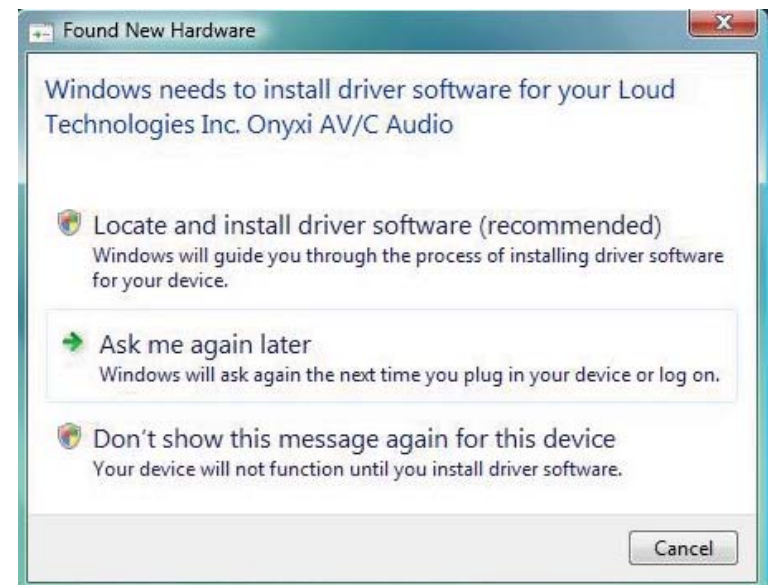 Found New Hardware
Windows needs to install driver software for your Loud
Technologies Inc. Onyxi AV/C Audio
Locate and install driver software (recommended)
Windows will guide you through the process of installing driver software
for your device.
Ask me again later
Windows will ask again the next time you plug in your device or log on.
Don't show this message again for this device
Your device will not function until you install driver software.
Cancel